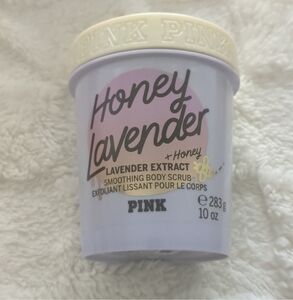 PINK PINK
Honey
Lavender
+ Honey
LAVENDER EXTRACT
SMOOTHING BODY SCRUB
EXFOLIANT LISSANT POUR LE CORPS
PINK
e 283 g
10 oz